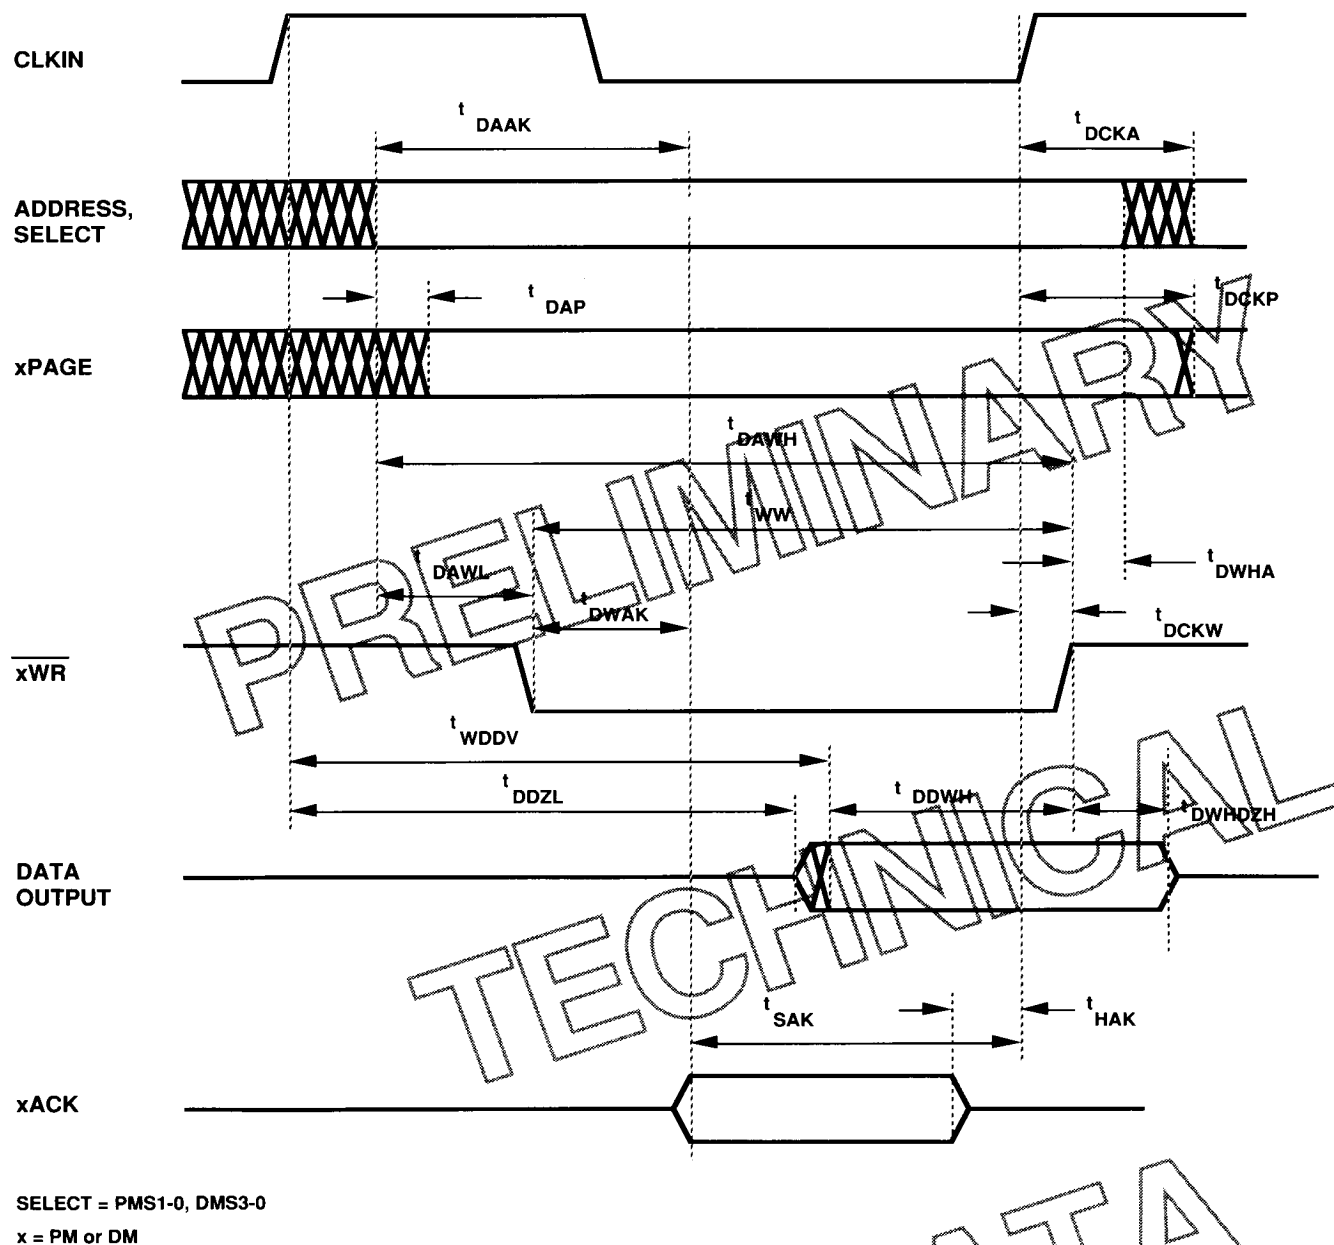 CLKIN
t DAAK
t DCKA
ADDRESS,
SELECT
t DAP
t DCKP
xPAGE
t DAWH
t WW
t DAWL
t DWHA
t DWAK
t DCKW
xWR
t WDDV
t DDZL
t DDWH
t DWHDZH
DATA
OUTPUT
t SAK
t HAK
xACK
SELECT = PMS1-0, DMS3-0
x = PM or DM
PRELIMINARY
TECHNICAL
DATA